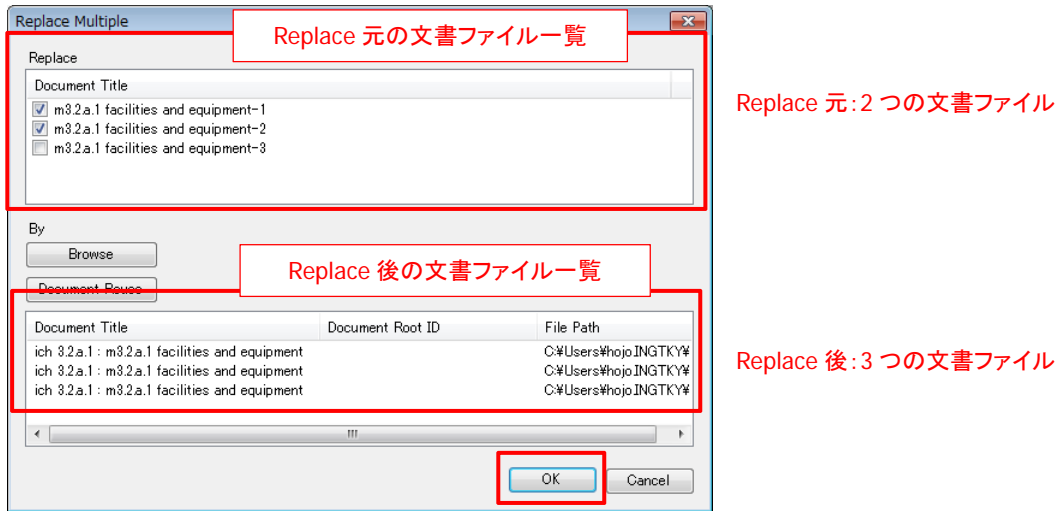 Replace Multiple
Replace 元の文書ファイル一覧
Replace
Document Title
m3.2.a.1 facilities and equipment-1
m3.2.a.1 facilities and equipment-2
m3.2.a.1 facilities and equipment-3
Replace 元：2 つの文書ファイル
By
Browse
Replace 後の文書ファイル一覧
Document Reuse
Document Title Document Root ID File Path
ich 3.2.a.1 : m3.2.a.1 facilities and equipment C:¥Users¥hojo.INGTKY¥
ich 3.2.a.1 : m3.2.a.1 facilities and equipment C:¥Users¥hojo.INGTKY¥
ich 3.2.a.1 : m3.2.a.1 facilities and equipment C:¥Users¥hojo.INGTKY¥
Replace 後：3 つの文書ファイル
OK Cancel